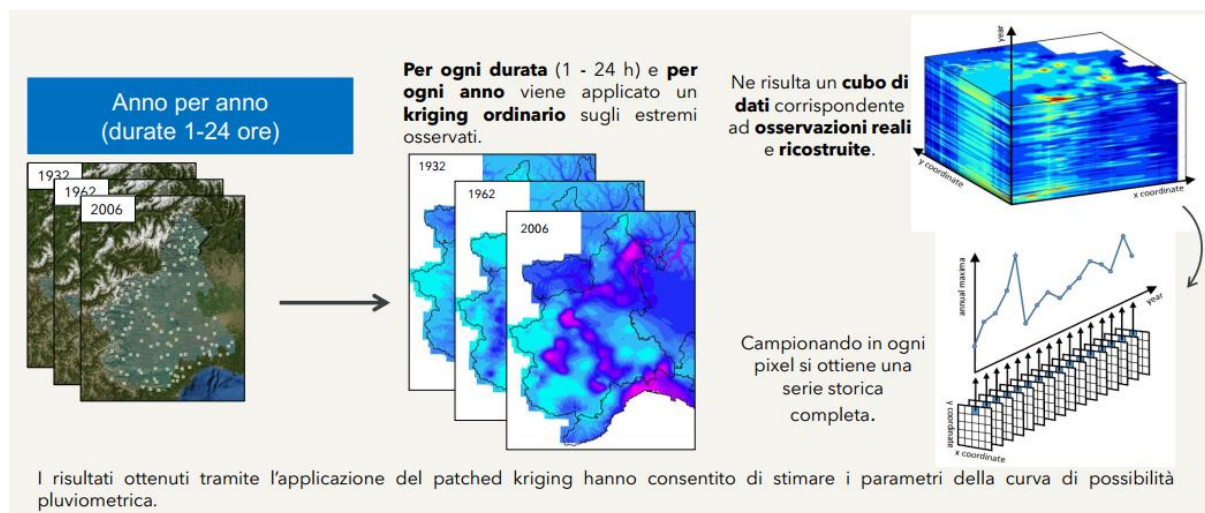 Anno per anno
(durate 1-24 ore)
1932
1962
2006
Per ogni durata (1 - 24 h) e per
ogni anno viene applicato un
kriging ordinario sugli estremi
osservati.
1932
1962
2006
Ne risulta un cubo di
dati corrispondente
ad osservazioni reali
e ricostruite.
year
y coordinate
x coordinate
annual maxima
year
y coordinate
x coordinate
Campionando in ogni
pixel si ottiene una
serie storica
completa.
I risultati ottenuti tramite l'applicazione del patched kriging hanno consentito di stimare i parametri della curva di possibilità
pluviometrica.